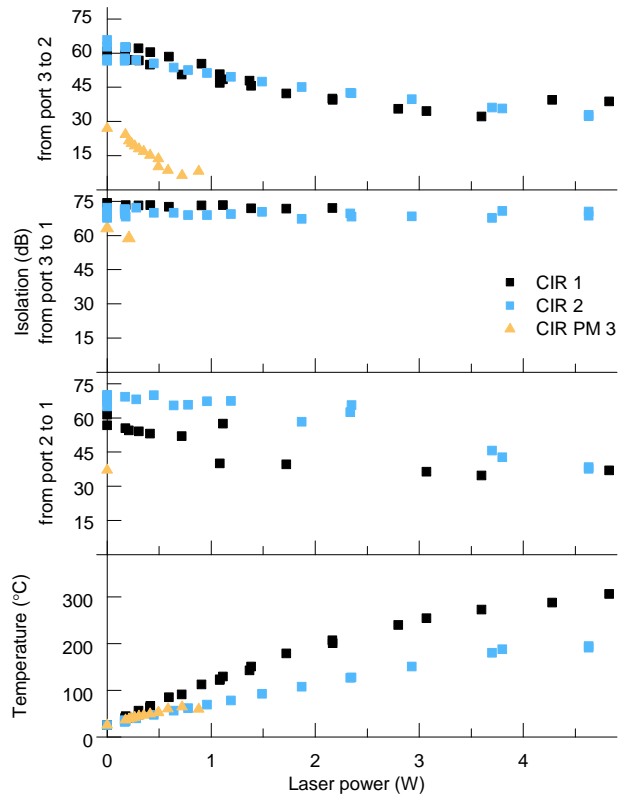 75
60
45
30
15
from port 3 to 2
75
60
45
30
15
Isolation (dB)
from port 3 to 1
CIR 1
CIR 2
CIR PM 3
75
60
45
30
15
from port 2 to 1
300
200
100
0
Temperature (°C)
0
1
2
3
4
Laser power (W)